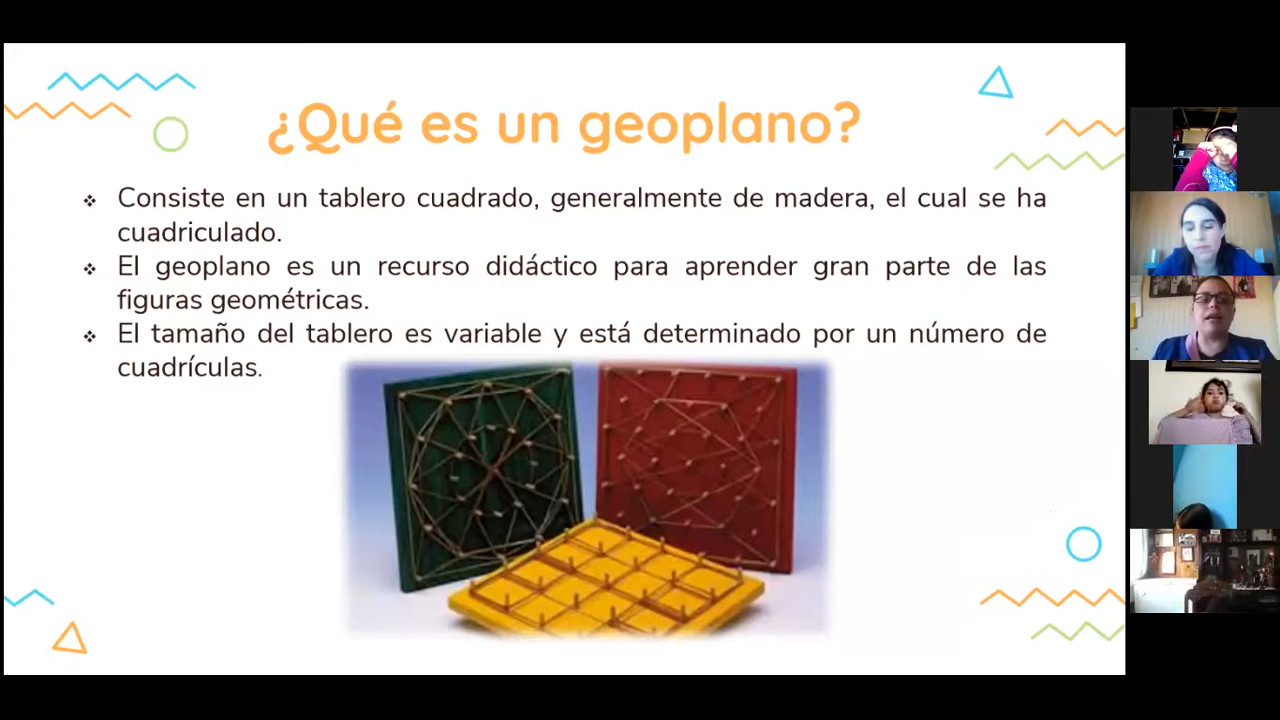 ¿Qué es un geoplano?
❖ Consiste en un tablero cuadrado, generalmente de madera, el cual se ha
cuadriculado.
❖ El geoplano es un recurso didáctico para aprender gran parte de las
figuras geométricas.
❖ El tamaño del tablero es variable y está determinado por un número de
cuadrículas.